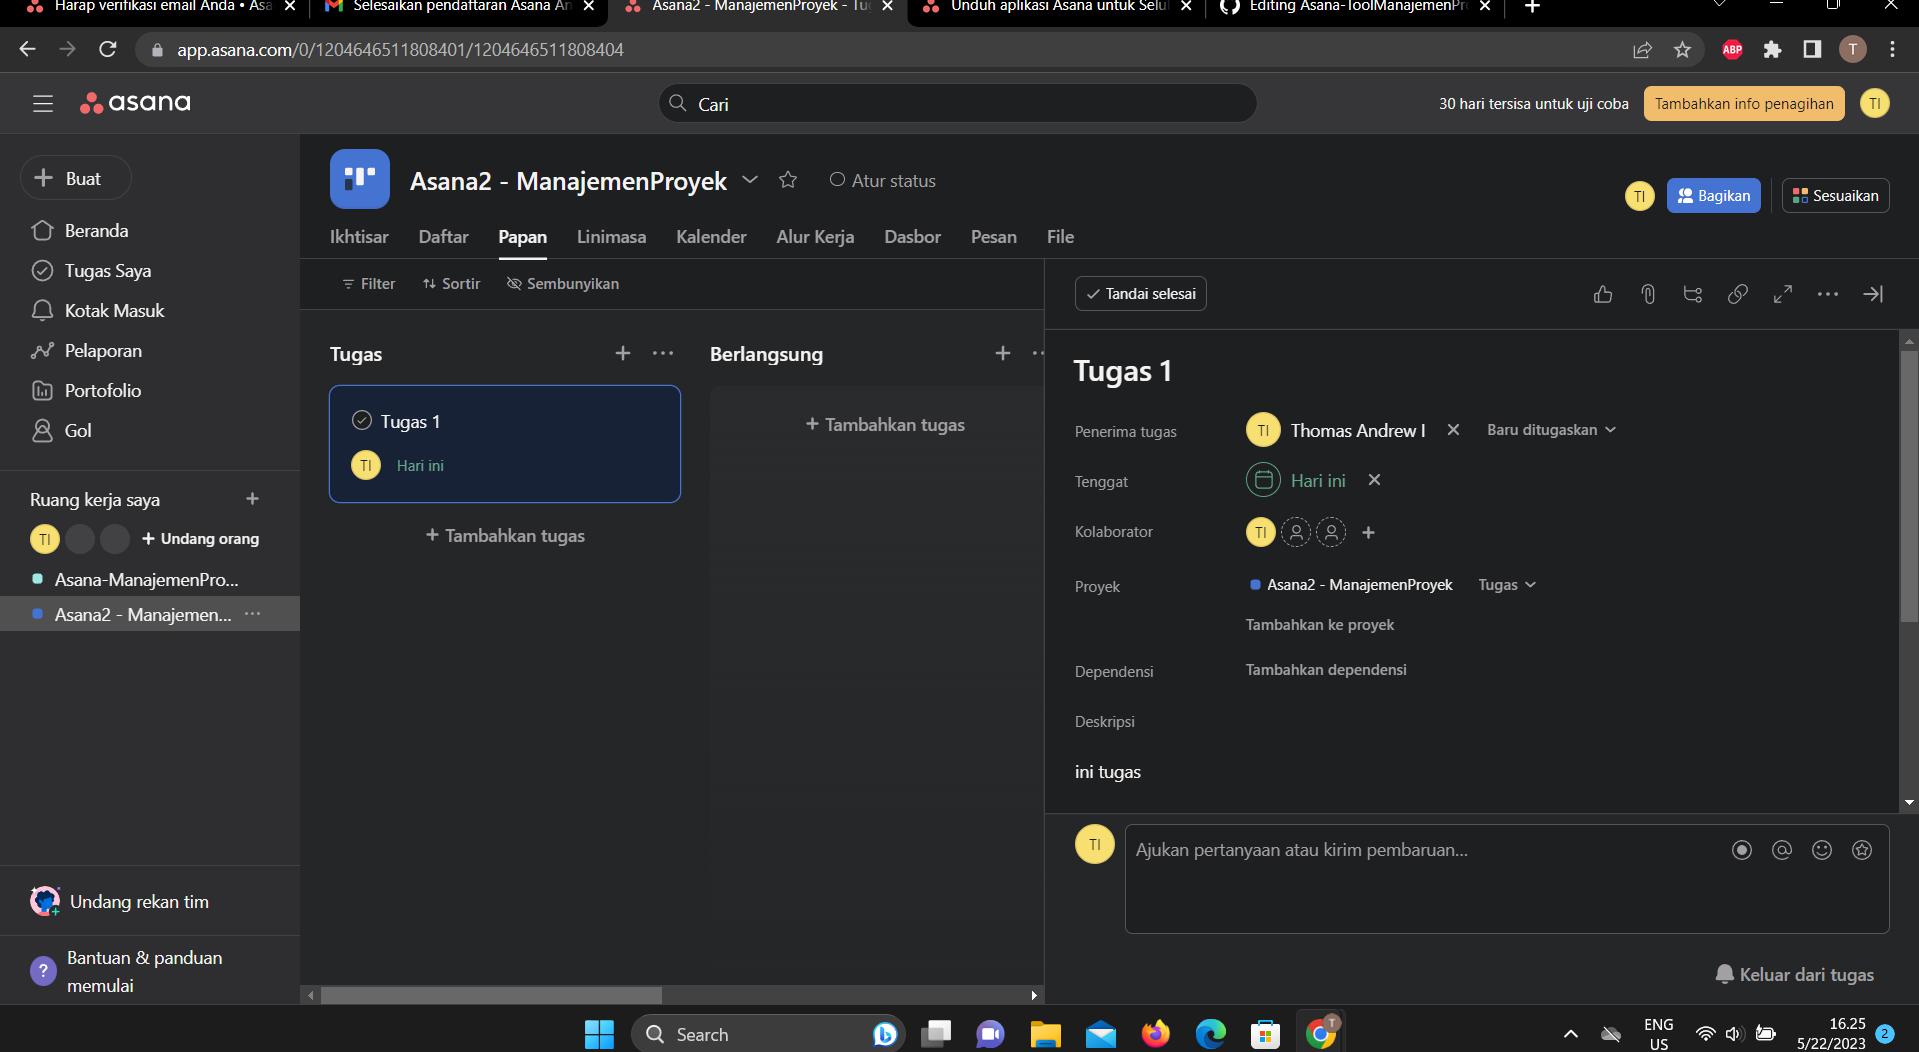 Harap verifikasi email Anda • Asa
Selesaikan pendaftaran Asana An
Asana2 - ManajemenProyek - Tu
Unduh aplikasi Asana untuk Selul
Editing Asana-ToolManajemenPr
app.asana.com/0/1204646511808401/1204646511808404
ABP
T
asana
Cari
30 hari tersisa untuk uji coba
Tambahkan info penagihan
TI
Buat
Asana2 - ManajemenProyek
Atur status
TI
Bagikan
Sesuaikan
Beranda
Tugas Saya
Kotak Masuk
Pelaporan
Portofolio
Gol
Ikhtisar
Daftar
Papan
Linimasa
Kalender
Alur Kerja
Dasbor
Pesan
File
Filter
Sortir
Sembunyikan
Ruang kerja saya
TI
+ Undang orang
Asana-ManajemenPro...
Asana2 - Manajemen...
Tugas
Tugas 1
TI
Hari ini
+ Tambahkan tugas
Berlangsung
+ Tambahkan tugas
Tandai selesai
Tugas 1
Penerima tugas
TI
Thomas Andrew I
Baru ditugaskan
Tenggat
Hari ini
Kolaborator
TI
Proyek
Asana2 - ManajemenProyek
Tugas
Tambahkan ke proyek
Dependensi
Tambahkan dependensi
Deskripsi
ini tugas
TI
Ajukan pertanyaan atau kirim pembaruan...
Keluar dari tugas
Undang rekan tim
?
Bantuan & panduan
memulai
Search
T
ENG
US
16.25
5/22/2023
2